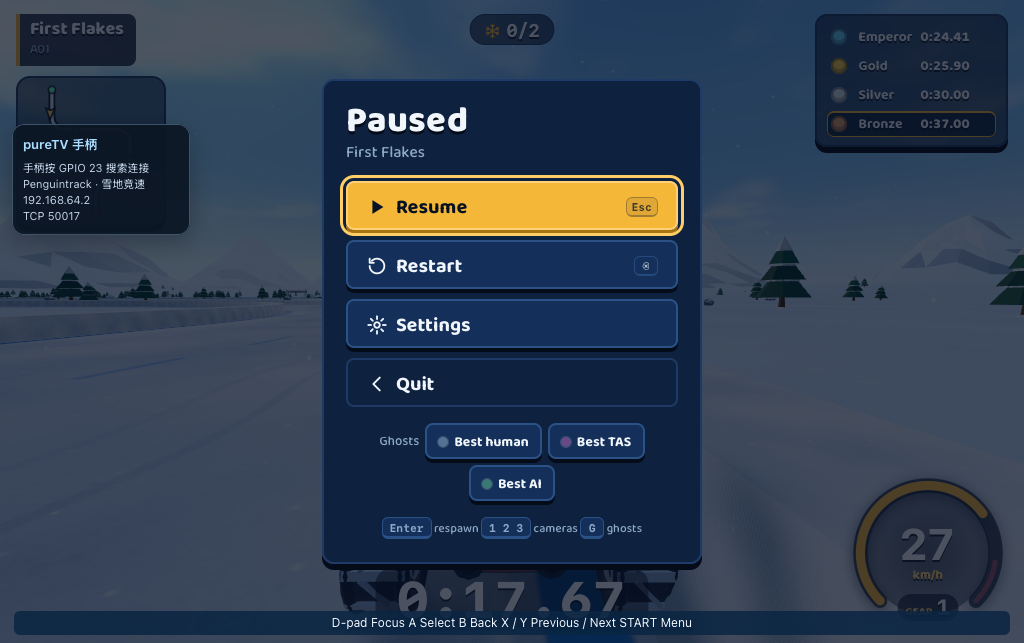 First Flakes
A01
0/2
Emperor 0:24.41
Gold 0:25.90
Silver 0:30.00
Bronze 0:37.00
pureTV 手柄
手柄按 GPIO 23 搜索连接
Penguintrack · 雪地竞速
192.168.64.2
TCP 50017
Paused
First Flakes
Resume Esc
Restart
Settings
Quit
Ghosts Best human Best TAS
Best AI
Enter respawn 1 2 3 cameras G ghosts
27
km/h
GEAR 1
0:17.67
D-pad Focus A Select B Back X / Y Previous / Next START Menu